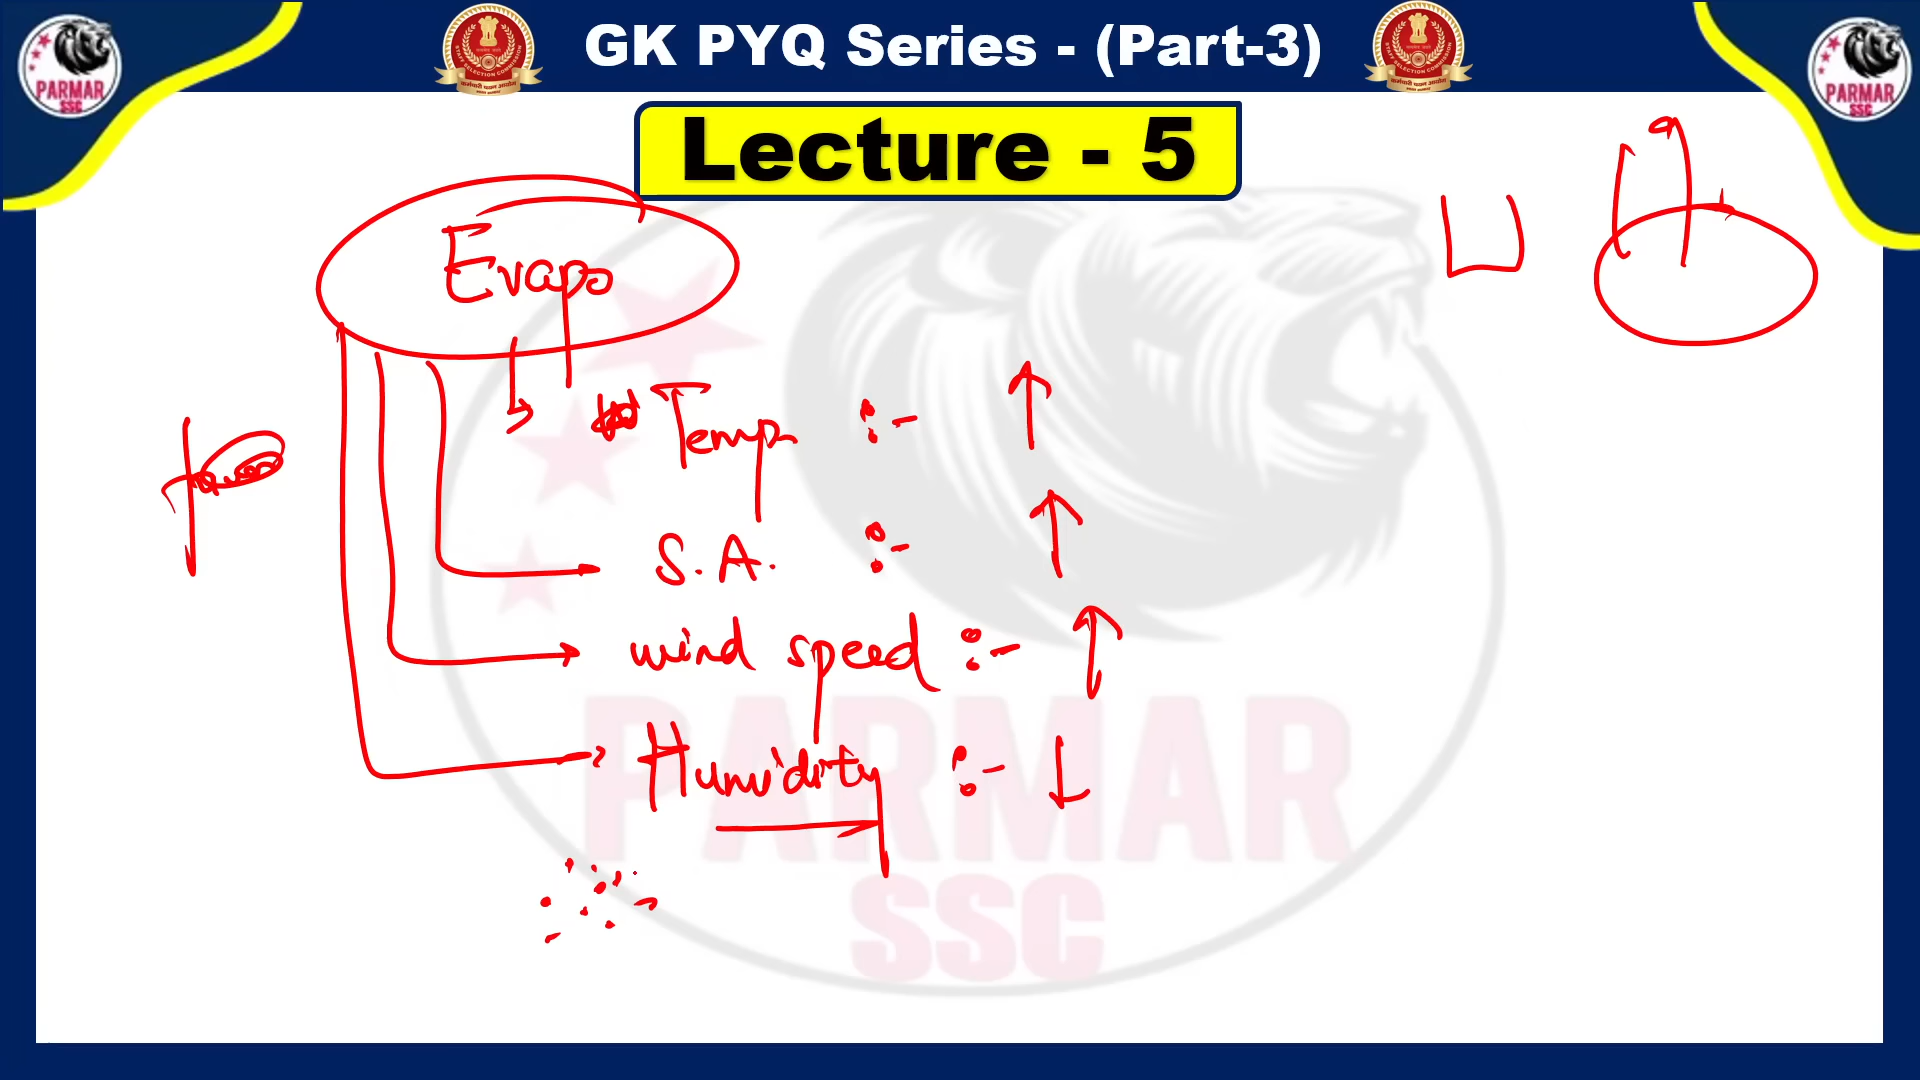 GK PYQ Series - (Part-3)
PARMAR
SSC
PARMAR
SSC
Lecture - 5
Evapo
Temp :- ↑
S.A. :- ↑
wind speed :- ↑
Humidity :- ↓
PARMAR
SSC